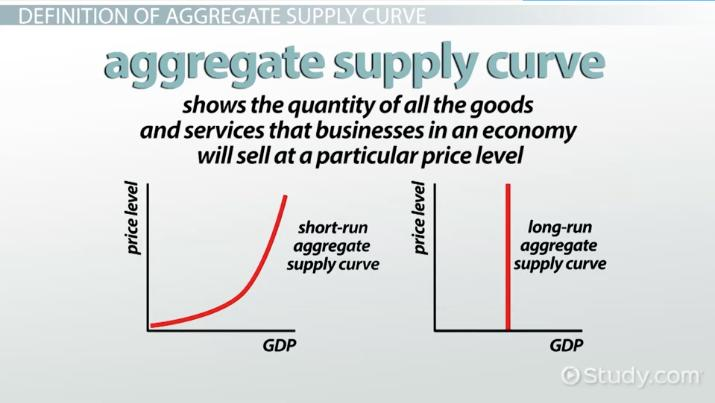 DEFINITION OF AGGREGATE SUPPLY CURVE
aggregate supply curve
shows the quantity of all the goods
and services that businesses in an economy
will sell at a particular price level
price level
short-run
aggregate
supply curve
GDP
price level
long-run
aggregate
supply curve
GDP
Study.com